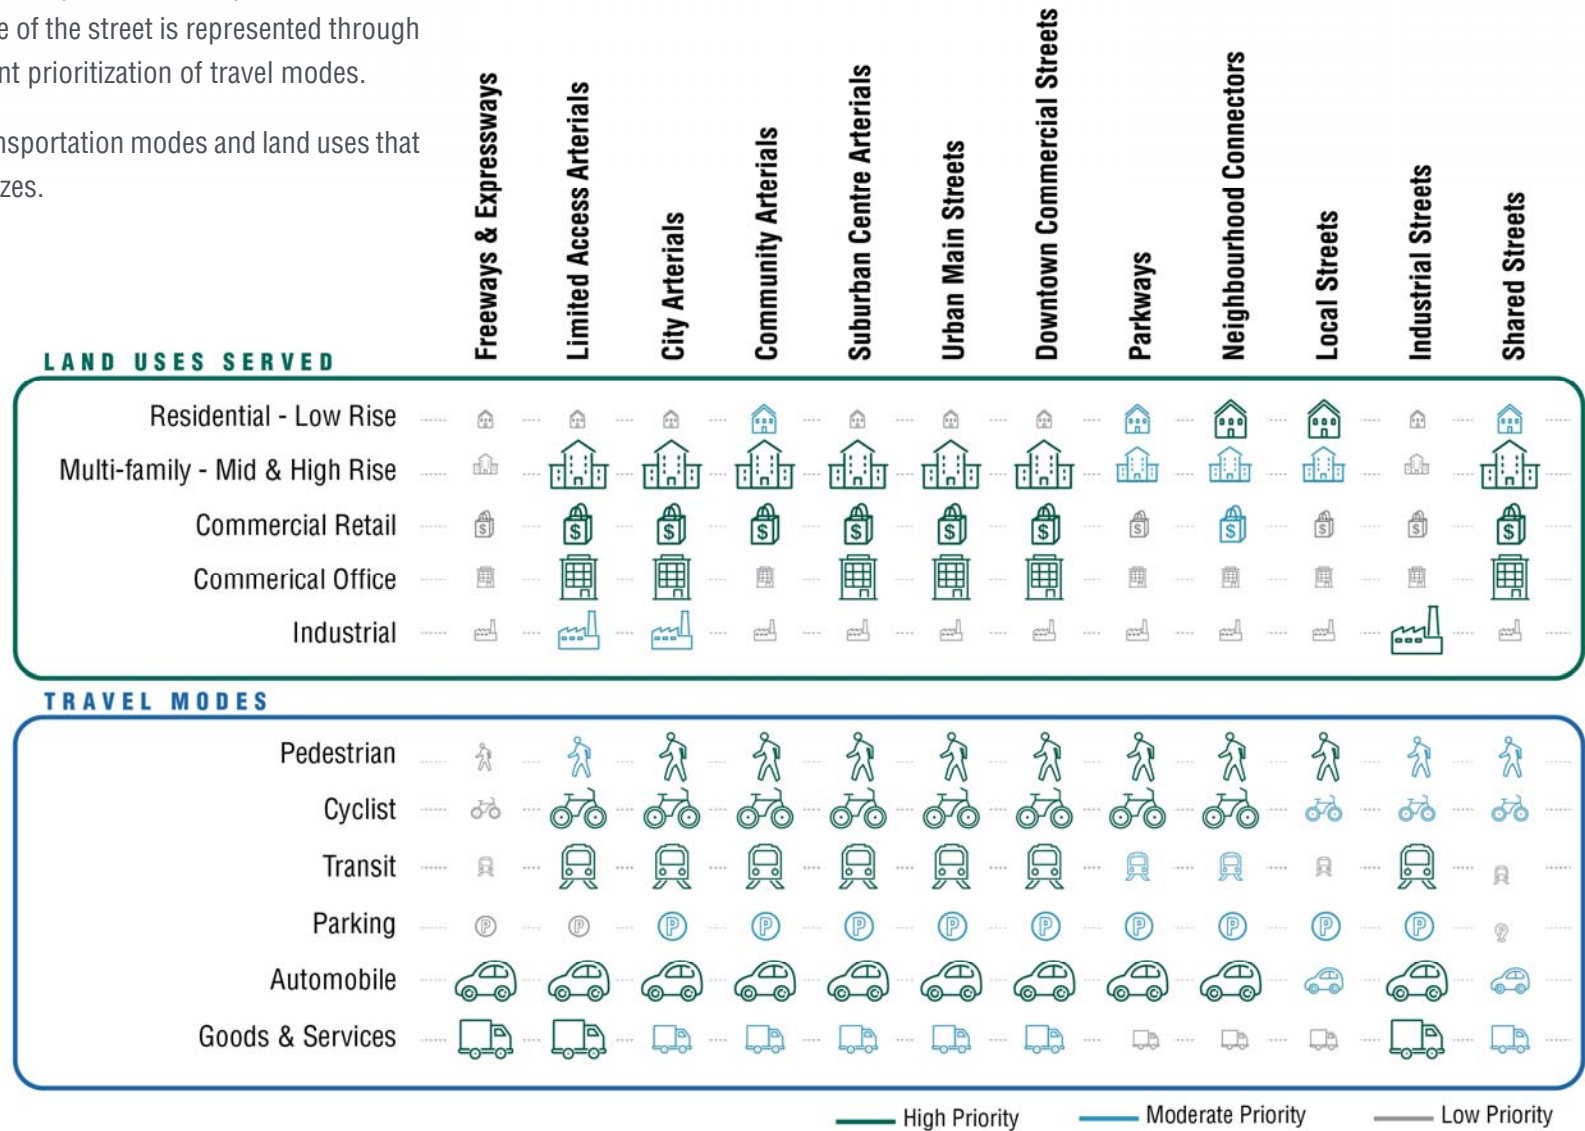 e of the street is represented through
nt prioritization of travel modes.
nsportation modes and land uses that
zes.
Freeways & Expressways
Limited Access Arterials
City Arterials
Community Arterials
Suburban Centre Arterials
Urban Main Streets
Downtown Commercial Streets
Parkways
Neighbourhood Connectors
Local Streets
Industrial Streets
Shared Streets
LAND USES SERVED
Residential - Low Rise
Multi-family - Mid & High Rise
Commercial Retail
Commerical Office
Industrial
TRAVEL MODES
Pedestrian
Cyclist
Transit
Parking
Automobile
Goods & Services
High Priority
Moderate Priority
Low Priority